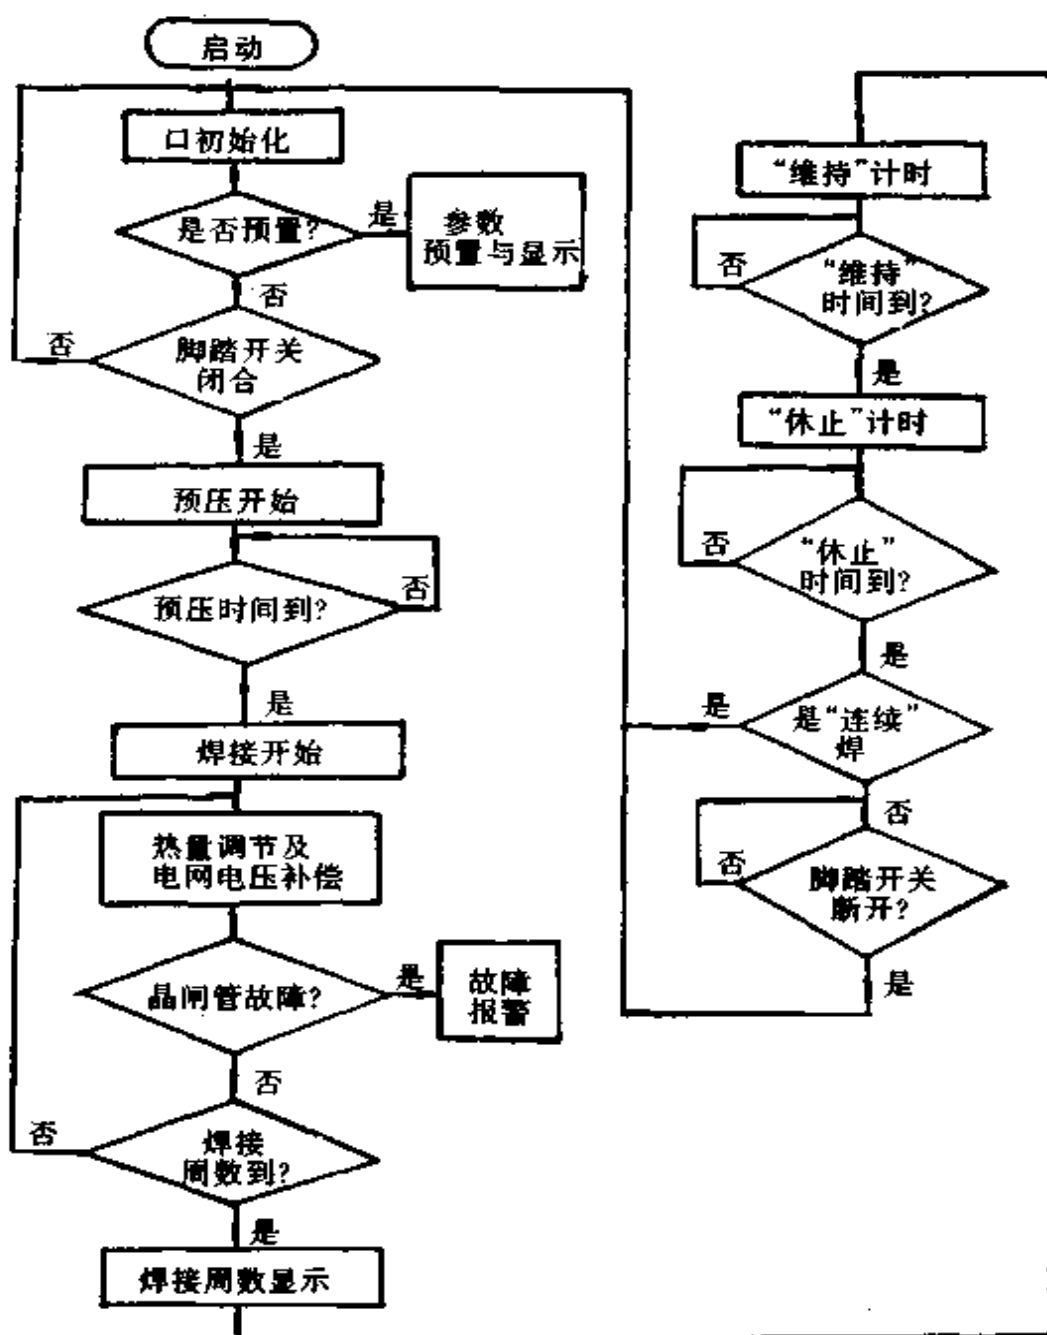 启动
口初始化
是否预置?
是
参数
预置与显示
否
脚踏开关
闭合
否
是
预压开始
预压时间到?
否
是
焊接开始
热量调节及
电网电压补偿
晶闸管故障?
是
故障
报警
否
焊接
周数到?
否
是
焊接周数显示
“维持”计时
“维持”
时间到?
否
是
“休止”计时
“休止”
时间到?
否
是
是“连续”
焊
是
否
脚踏开关
断开?
否
是